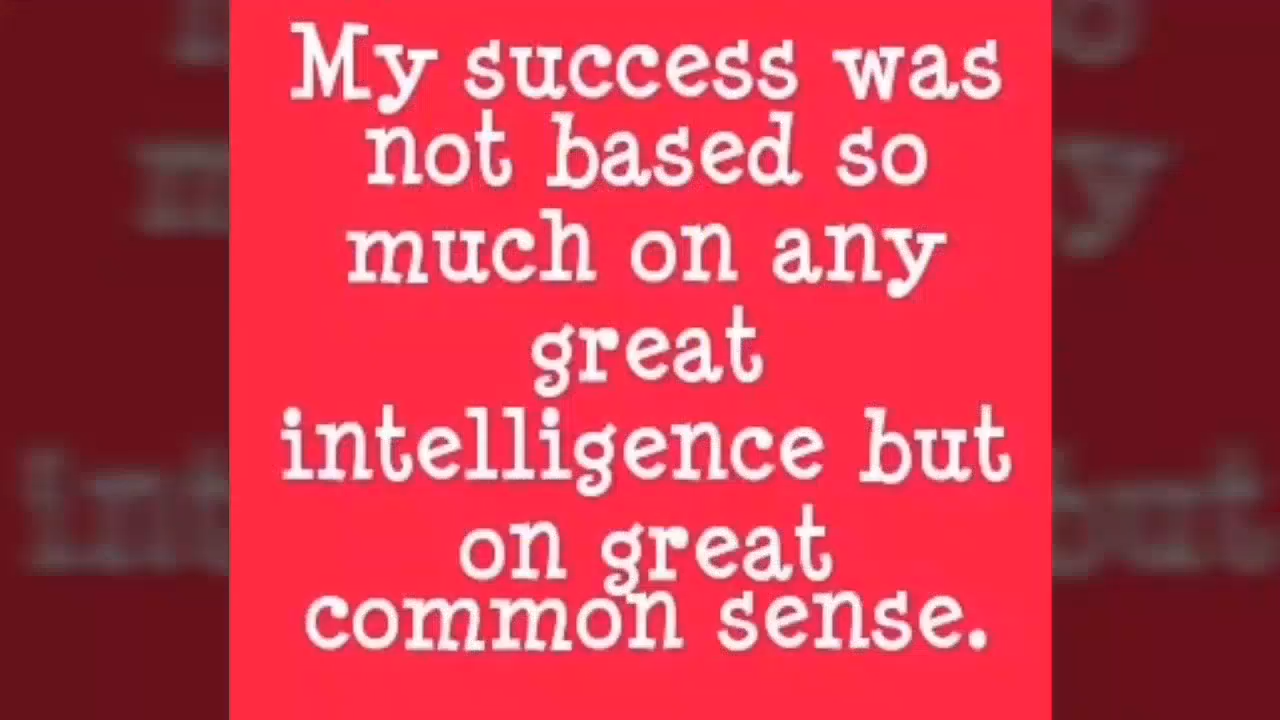 My success was
not based so
much on any
great
intelligence but
on great
common sense.